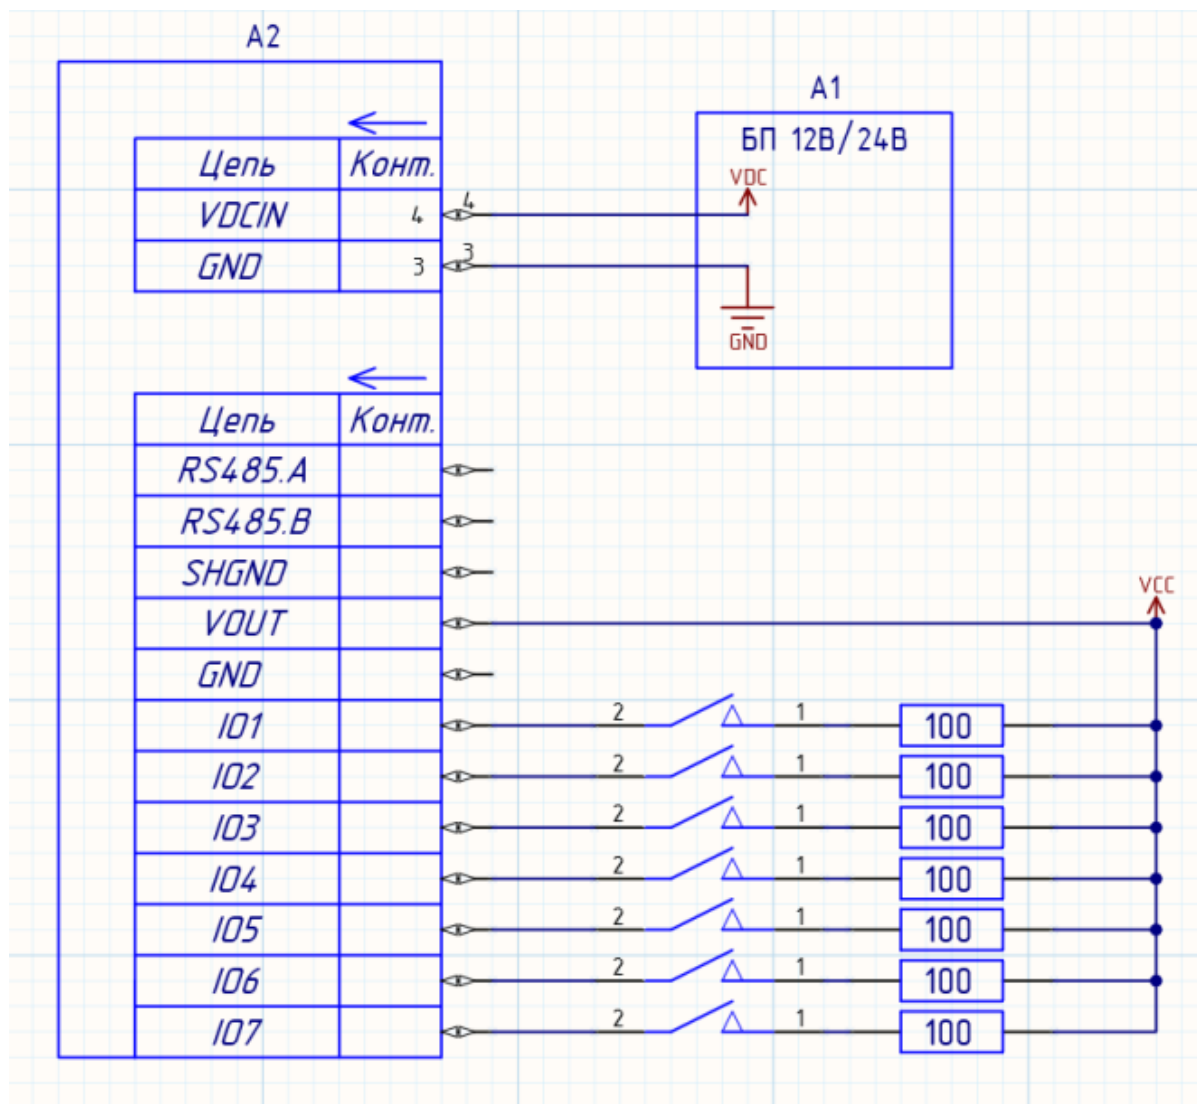 A2
Цепь Конт.
VDCIN 4 4
GND 3 3
A1
БП 12В/24В
VDC
GND
Цепь Конт.
RS485.A
RS485.B
SHGND
VOUT
VCC
GND
IO1 2 1 100
IO2 2 1 100
IO3 2 1 100
IO4 2 1 100
IO5 2 1 100
IO6 2 1 100
IO7 2 1 100